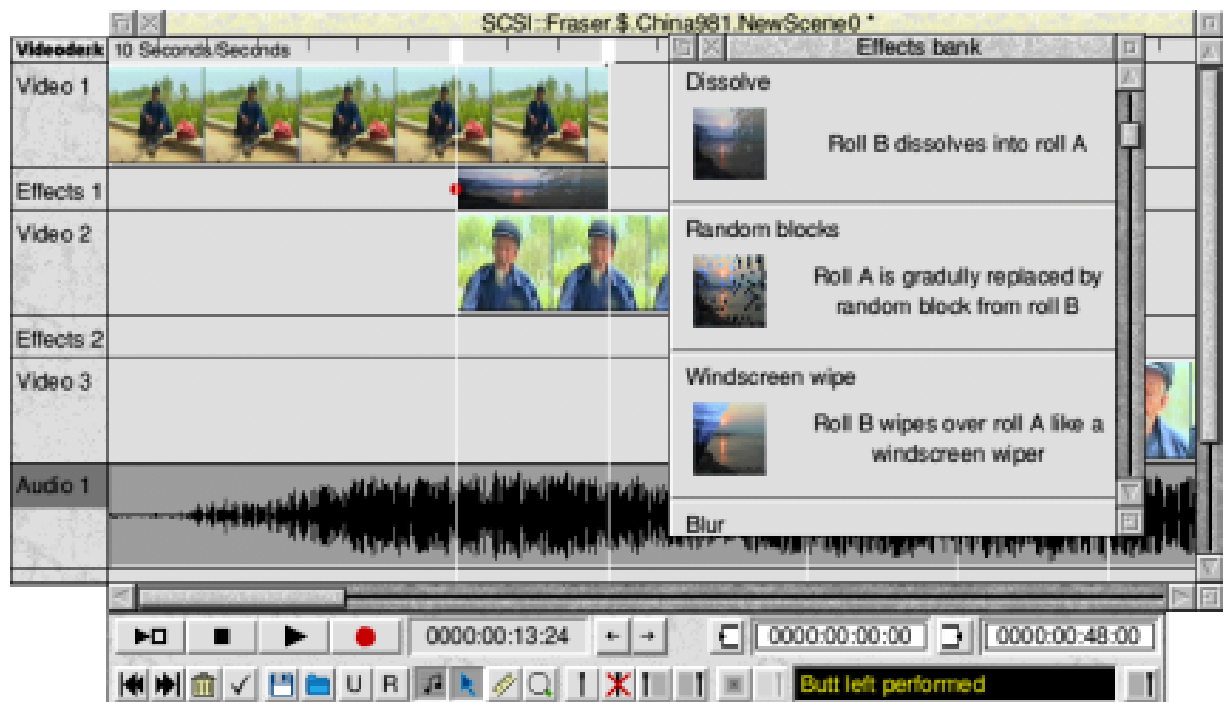 SCSI::Fraser.$.China981.NewScene0 *
Videodesk 10 Seconds/Seconds
Effects bank
Video 1
Effects 1
Video 2
Effects 2
Video 3
Audio 1
Dissolve
Roll B dissolves into roll A
Random blocks
Roll A is gradully replaced by
random block from roll B
Windscreen wipe
Roll B wipes over roll A like a
windscreen wiper
Blur
0000:00:13:24
0000:00:00:00
0000:00:48:00
U
R
Butt left performed